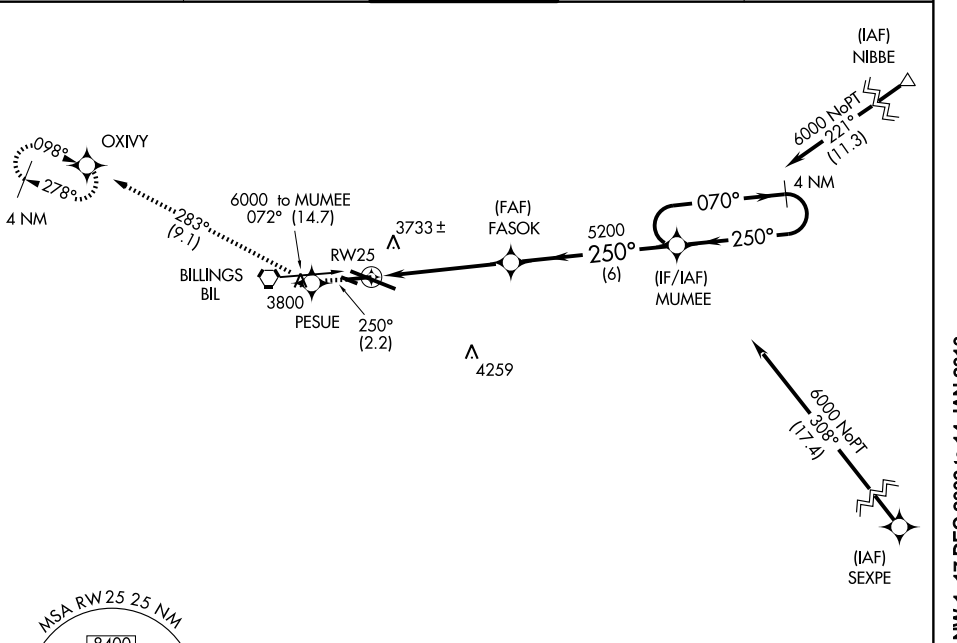 (IAF)
NIBBE
6000 NoPT
221°
(11.3)
OXIVY
098°
278°
4 NM
283°
(9.1)
6000 to MUMEE
072° (14.7)
3733 ±
(FAF)
FASOK
5200
250°
(6)
070°
4 NM
250°
(IF/IAF)
MUMEE
RW25
BILLINGS
BIL
3800
PESUE
250°
(2.2)
4259
6000 NoPT
308°
(17.4)
(IAF)
SEXPE
MSA RW 25 25 NM
8400